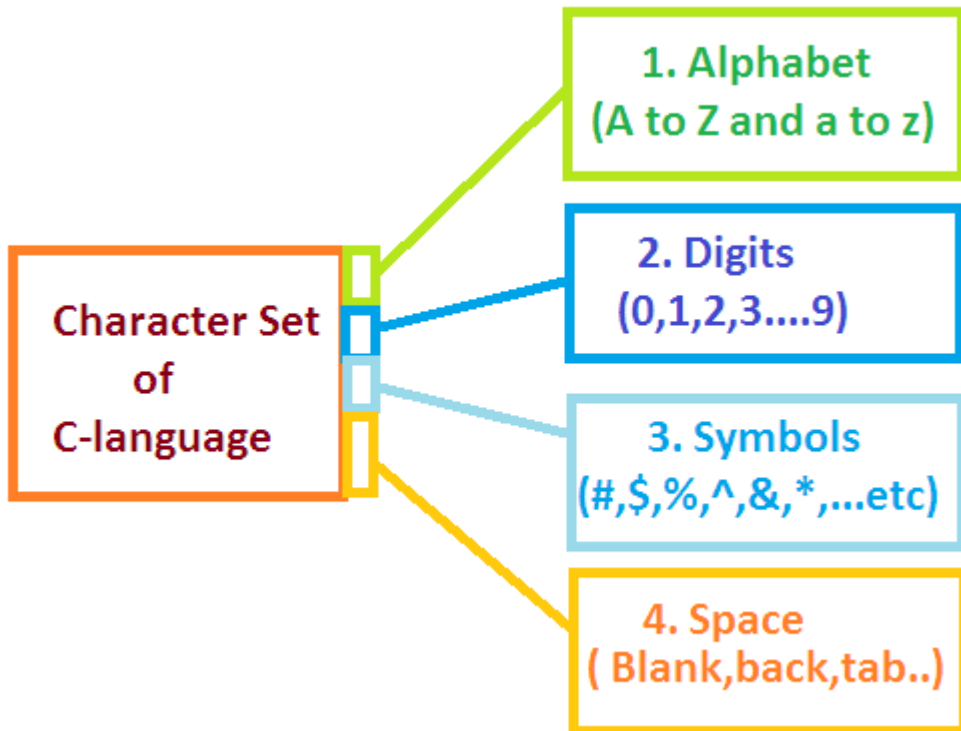 Character Set
of
C-language
1. Alphabet
(A to Z and a to z)
2. Digits
(0,1,2,3....9)
3. Symbols
(#,$,%,^,&,*,...etc)
4. Space
( Blank,back,tab..)